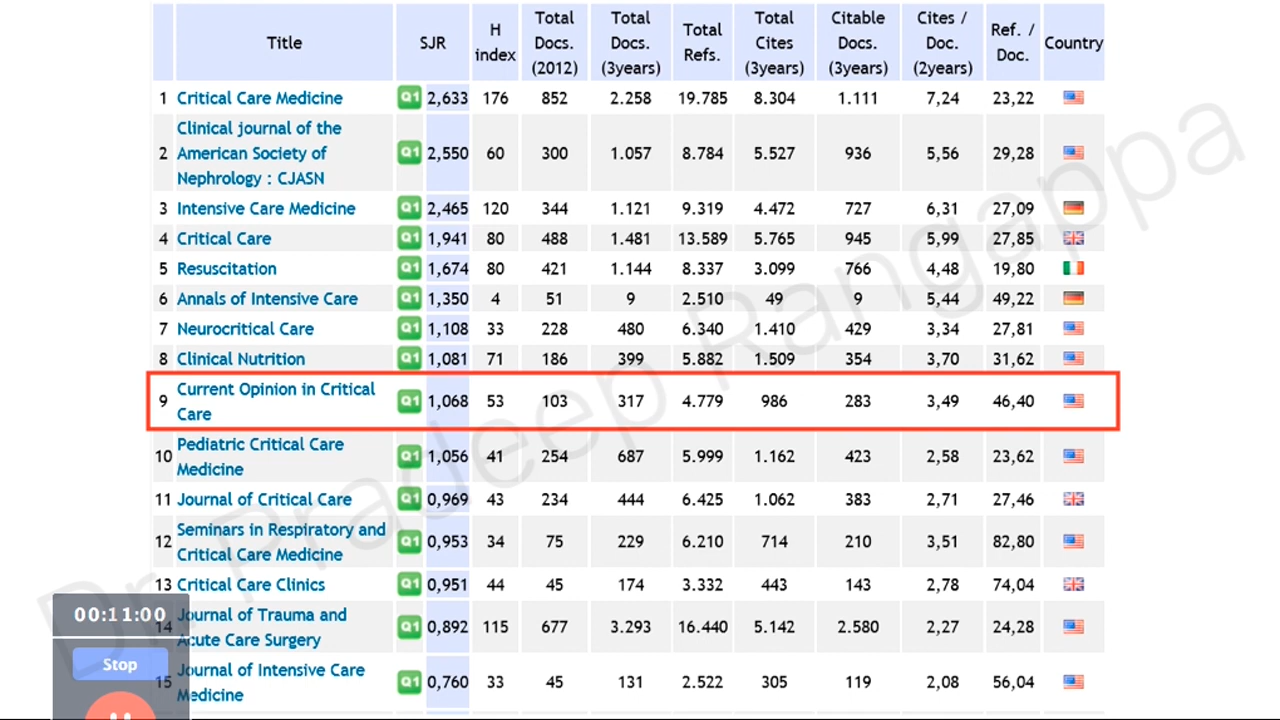 Title SJR H index Total Docs. (2012) Total Docs. (3years) Total Refs. Total Cites (3years) Citable Docs. (3years) Cites / Doc. (2years) Ref. / Doc. Country
1 Critical Care Medicine Q1 2,633 176 852 2.258 19.785 8.304 1.111 7,24 23,22
2 Clinical journal of the American Society of Nephrology : CJASN Q1 2,550 60 300 1.057 8.784 5.527 936 5,56 29,28
3 Intensive Care Medicine Q1 2,465 120 344 1.121 9.319 4.472 727 6,31 27,09
4 Critical Care Q1 1,941 80 488 1.481 13.589 5.765 945 5,99 27,85
5 Resuscitation Q1 1,674 80 421 1.144 8.337 3.099 766 4,48 19,80
6 Annals of Intensive Care Q1 1,350 4 51 9 2.510 49 9 5,44 49,22
7 Neurocritical Care Q1 1,108 33 228 480 6.340 1.410 429 3,34 27,81
8 Clinical Nutrition Q1 1,081 71 186 399 5.882 1.509 354 3,70 31,62
9 Current Opinion in Critical Care Q1 1,068 53 103 317 4.779 986 283 3,49 46,40
10 Pediatric Critical Care Medicine Q1 1,056 41 254 687 5.999 1.162 423 2,58 23,62
11 Journal of Critical Care Q1 0,969 43 234 444 6.425 1.062 383 2,71 27,46
12 Seminars in Respiratory and Critical Care Medicine Q1 0,953 34 75 229 6.210 714 210 3,51 82,80
13 Critical Care Clinics Q1 0,951 44 45 174 3.332 443 143 2,78 74,04
14 Journal of Trauma and Acute Care Surgery Q1 0,892 115 677 3.293 16.440 5.142 2.580 2,27 24,28
15 Journal of Intensive Care Medicine Q1 0,760 33 45 131 2.522 305 119 2,08 56,04
Dr. Pradeep Rangappa
00:11:00
Stop